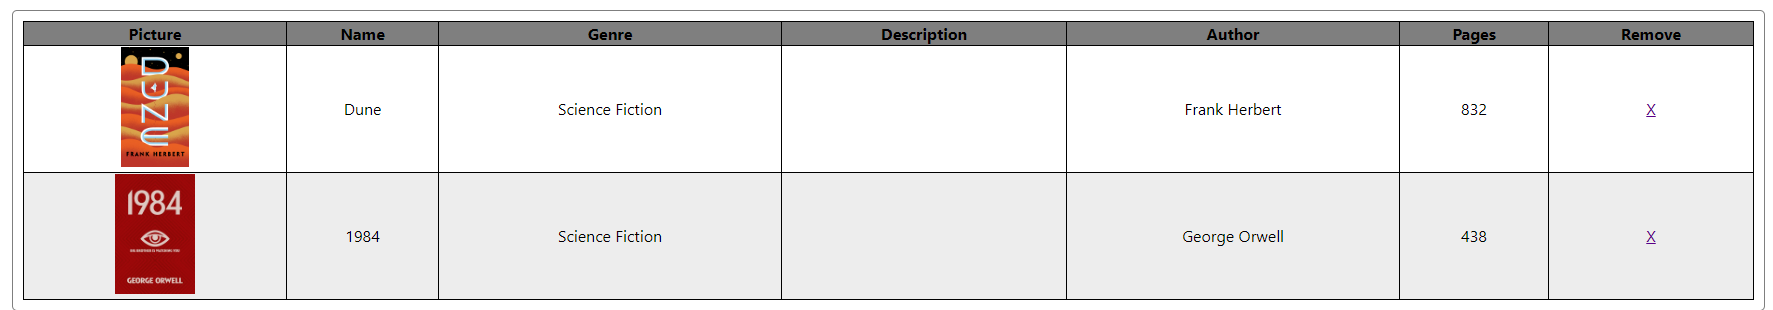 Picture Name Genre Description Author Pages Remove
DUNE
FRANK HERBERT
Dune Science Fiction Frank Herbert 832 X
1984
GEORGE ORWELL
1984 Science Fiction George Orwell 438 X